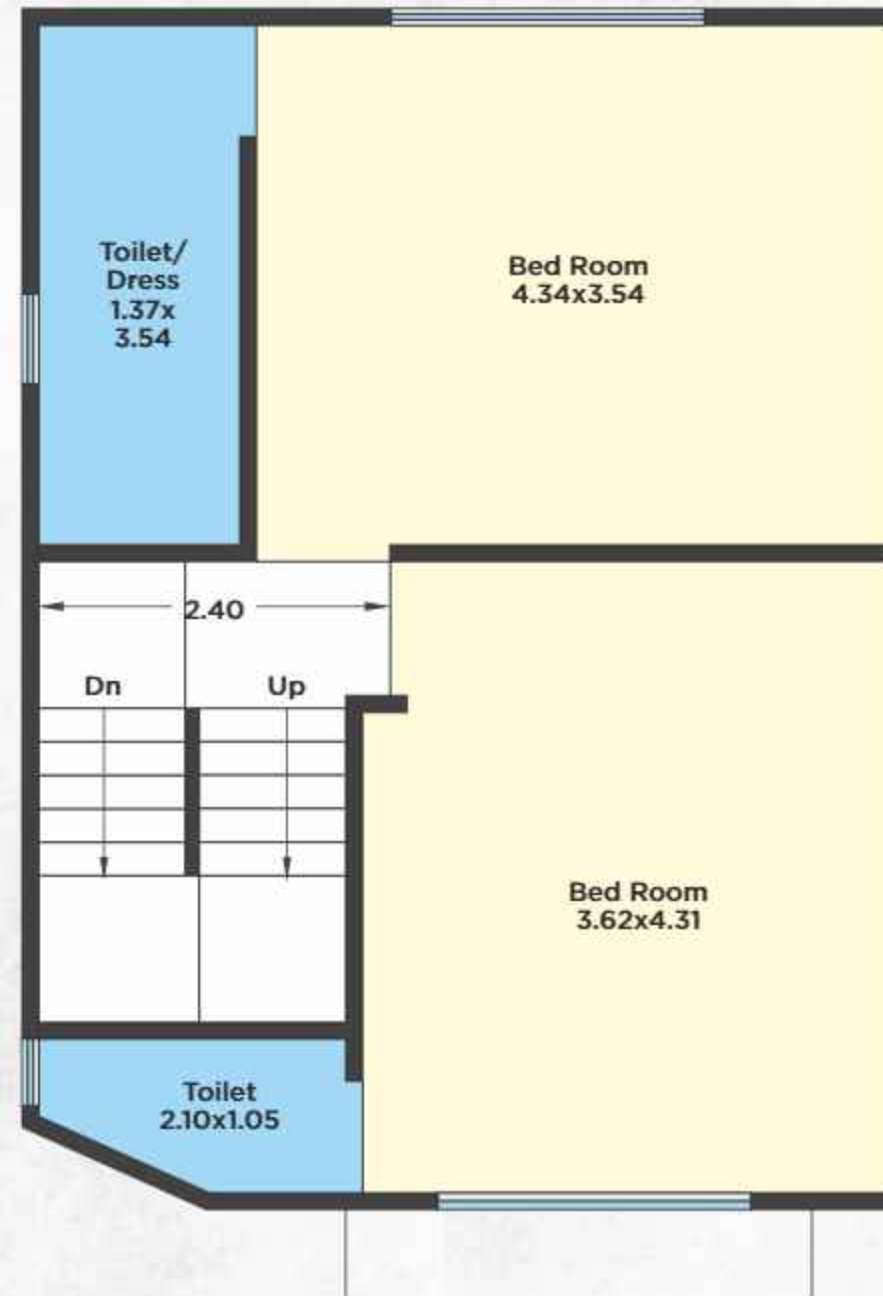 Toilet/
Dress
1.37x
3.54
Bed Room
4.34x3.54
2.40
Dn
Up
Bed Room
3.62x4.31
Toilet
2.10x1.05